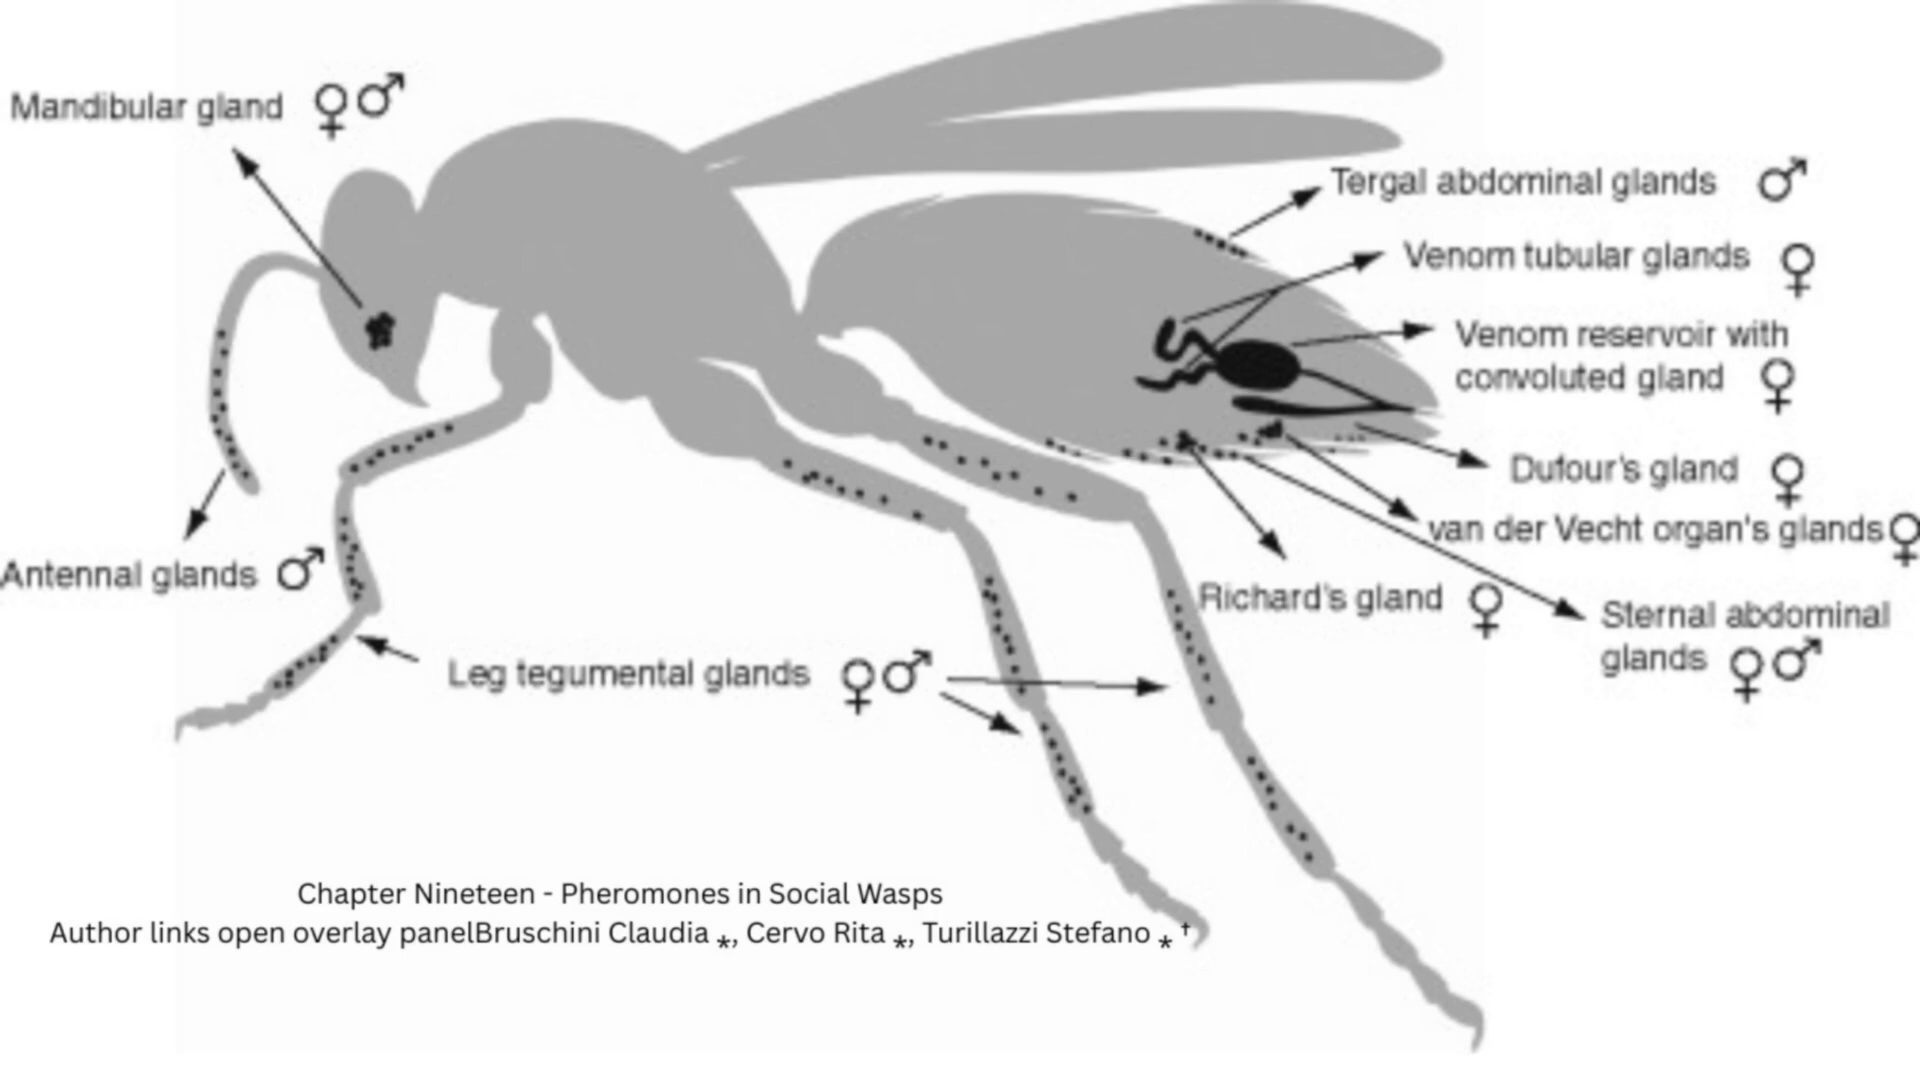 Mandibular gland ♀♂
Tergal abdominal glands ♂
Venom tubular glands ♀
Venom reservoir with
convoluted gland ♀
Dufour's gland ♀
van der Vecht organ's glands♀
Richard's gland ♀
Sternal abdominal
glands ♀♂
Antennal glands ♂
Leg tegumental glands ♀♂
Chapter Nineteen - Pheromones in Social Wasps
Author links open overlay panelBruschini Claudia *, Cervo Rita *, Turillazzi Stefano * †